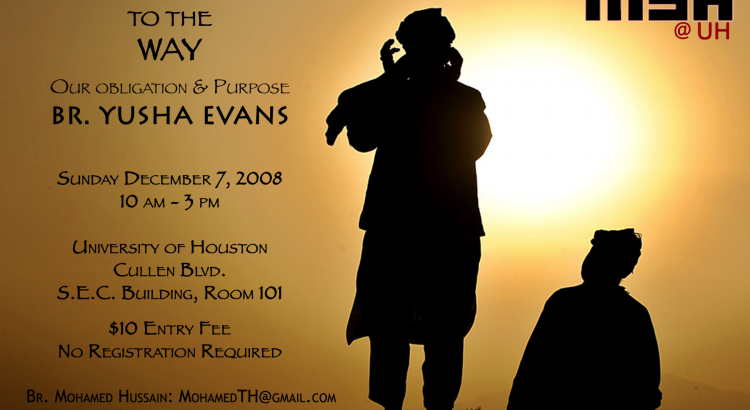 TO THE
WAY
MSA
@ UH
OUR OBLIGATION & PURPOSE
BR. YUSHA EVANS
SUNDAY DECEMBER 7, 2008
10 AM – 3 PM
UNIVERSITY OF HOUSTON
CULLEN BLVD.
S.E.C. BUILDING, ROOM 101
$10 ENTRY FEE
NO REGISTRATION REQUIRED
BR. MOHAMED HUSSAIN: MOHAMEDTH@GMAIL.COM